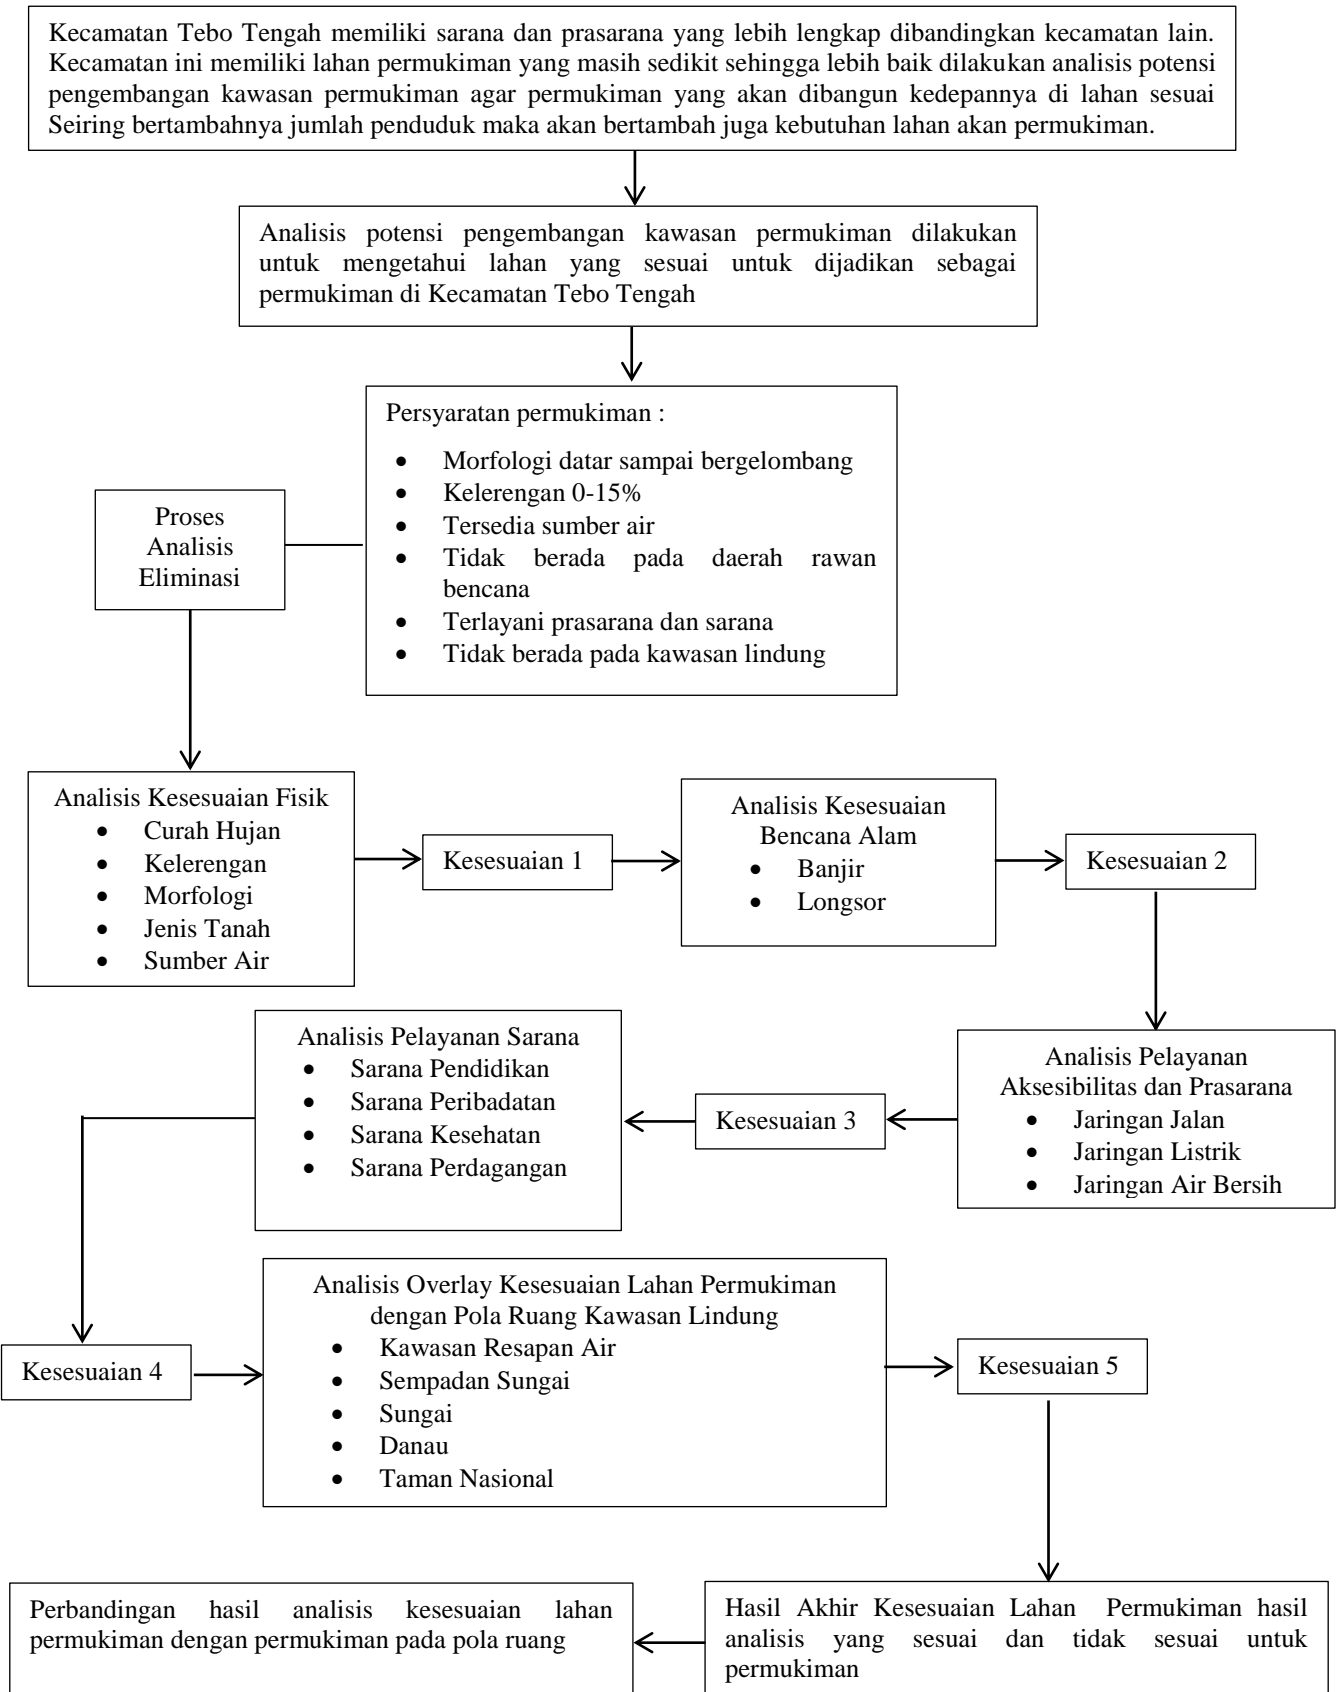 Kecamatan Tebo Tengah memiliki sarana dan prasarana yang lebih lengkap dibandingkan kecamatan lain.
Kecamatan ini memiliki lahan permukiman yang masih sedikit sehingga lebih baik dilakukan analisis potensi
pengembangan kawasan permukiman agar permukiman yang akan dibangun kedepannya di lahan sesuai
Seiring bertambahnya jumlah penduduk maka akan bertambah juga kebutuhan lahan akan permukiman.
Analisis potensi pengembangan kawasan permukiman dilakukan
untuk mengetahui lahan yang sesuai untuk dijadikan sebagai
permukiman di Kecamatan Tebo Tengah
Persyaratan permukiman :
• Morfologi datar sampai bergelombang
• Kelerengan 0-15%
• Tersedia sumber air
• Tidak berada pada daerah rawan
bencana
• Terlayani prasarana dan sarana
• Tidak berada pada kawasan lindung
Proses
Analisis
Eliminasi
Analisis Kesesuaian Fisik
• Curah Hujan
• Kelerengan
• Morfologi
• Jenis Tanah
• Sumber Air
Kesesuaian 1
Analisis Kesesuaian
Bencana Alam
• Banjir
• Longsor
Kesesuaian 2
Analisis Pelayanan
Aksesibilitas dan Prasarana
• Jaringan Jalan
• Jaringan Listrik
• Jaringan Air Bersih
Kesesuaian 3
Analisis Pelayanan Sarana
• Sarana Pendidikan
• Sarana Peribadatan
• Sarana Kesehatan
• Sarana Perdagangan
Kesesuaian 4
Analisis Overlay Kesesuaian Lahan Permukiman
dengan Pola Ruang Kawasan Lindung
• Kawasan Resapan Air
• Sempadan Sungai
• Sungai
• Danau
• Taman Nasional
Kesesuaian 5
Hasil Akhir Kesesuaian Lahan Permukiman hasil
analisis yang sesuai dan tidak sesuai untuk
permukiman
Perbandingan hasil analisis kesesuaian lahan
permukiman dengan permukiman pada pola ruang